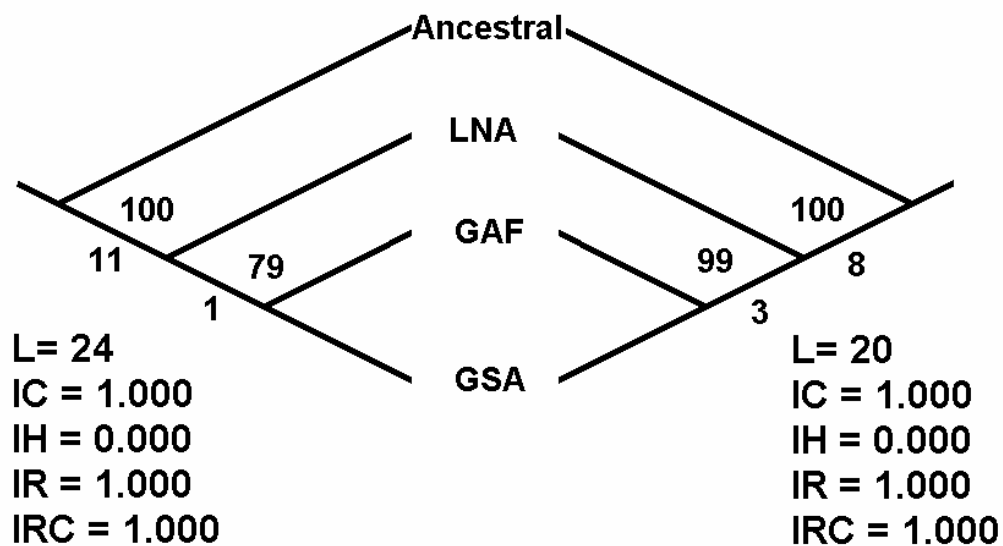 Ancestral
LNA
100
100
GAF
11
79
99
8
1
3
GSA
L= 24
IC = 1.000
IH = 0.000
IR = 1.000
IRC = 1.000
L= 20
IC = 1.000
IH = 0.000
IR = 1.000
IRC = 1.000